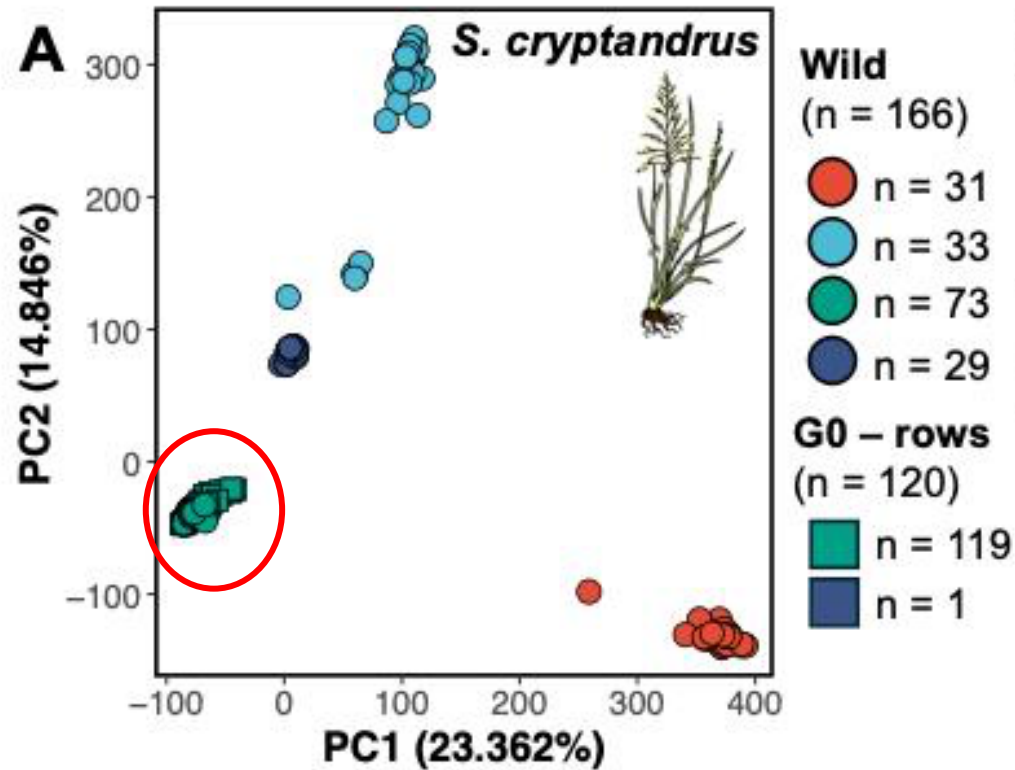 A
S. cryptandrus
300
200
100
0
−100
PC2 (14.846%)
−100 0 100 200 300 400
PC1 (23.362%)
Wild
(n = 166)
n = 31
n = 33
n = 73
n = 29
G0 – rows
(n = 120)
n = 119
n = 1